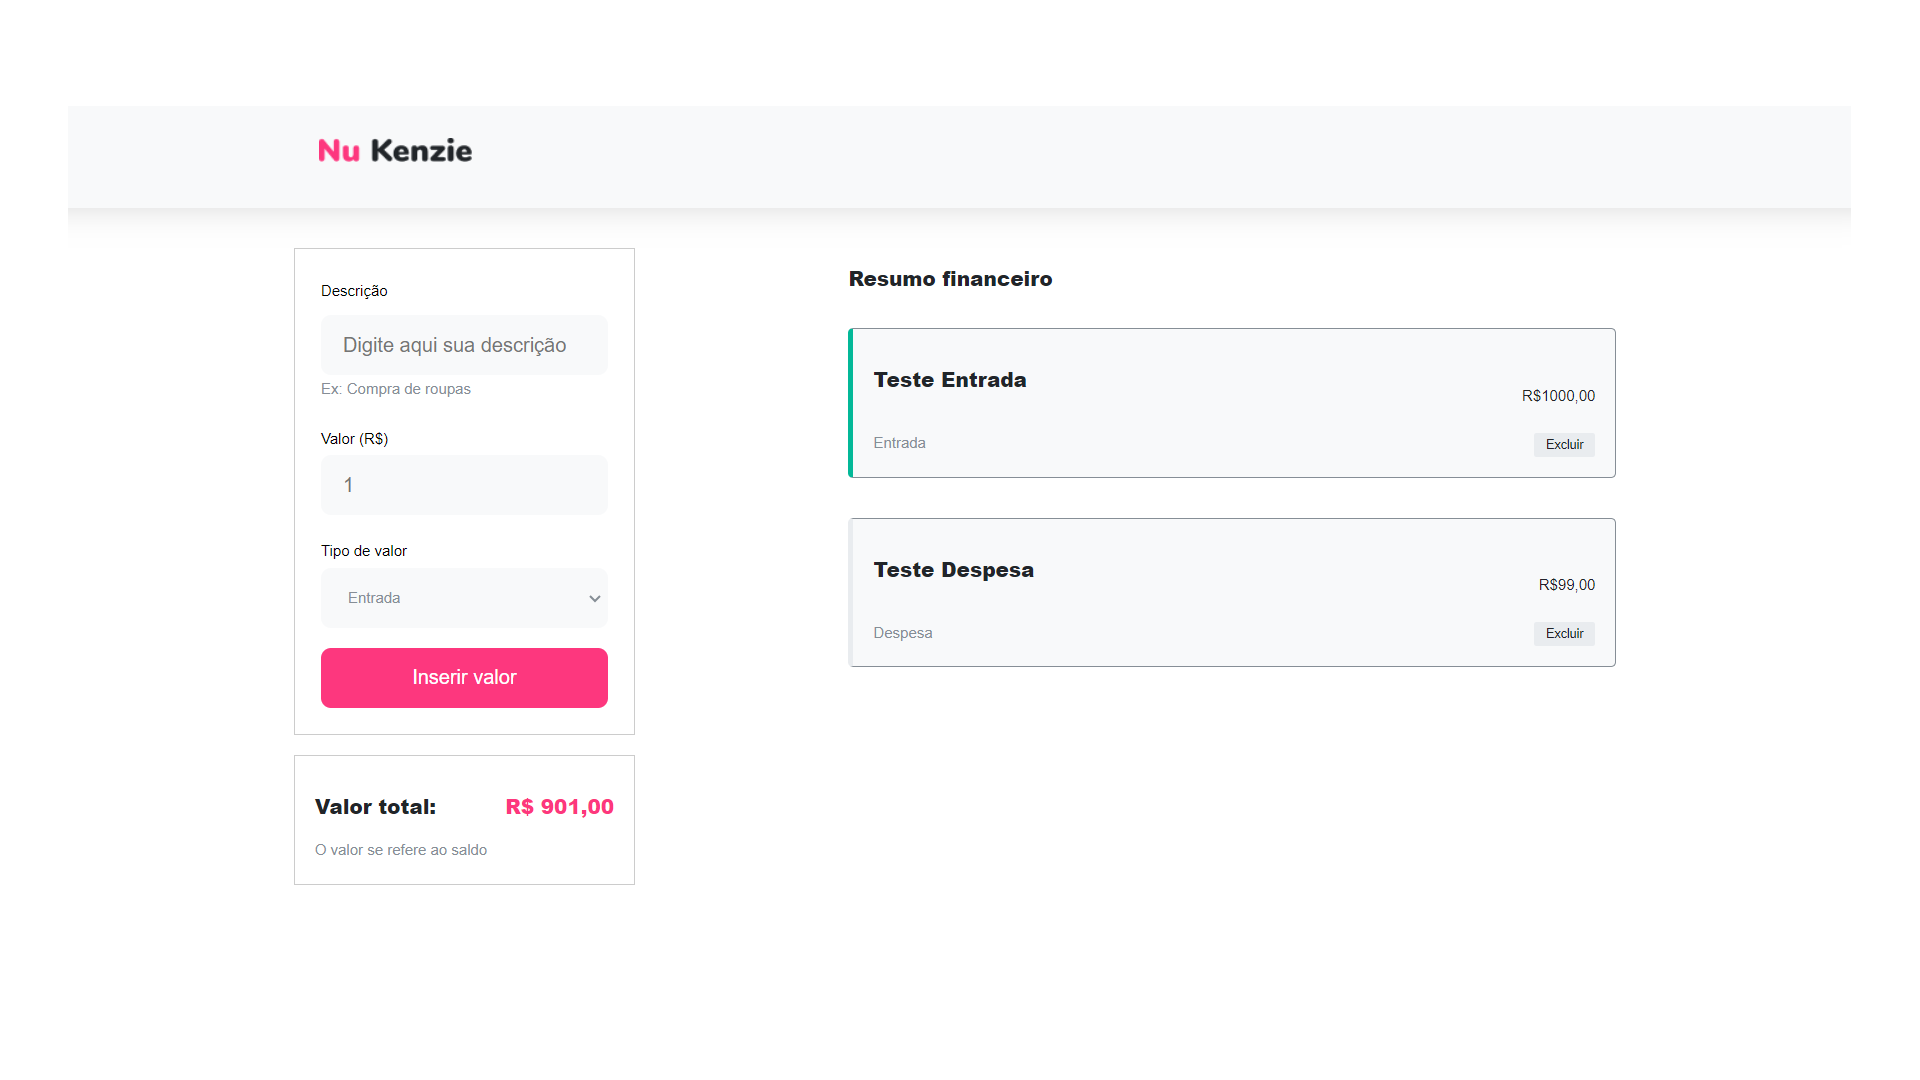 Nu Kenzie
Descrição
Digite aqui sua descrição
Ex: Compra de roupas
Valor (R$)
1
Tipo de valor
Entrada
Inserir valor
Valor total: R$ 901,00
O valor se refere ao saldo
Resumo financeiro
Teste Entrada
R$1000,00
Entrada
Excluir
Teste Despesa
R$99,00
Despesa
Excluir